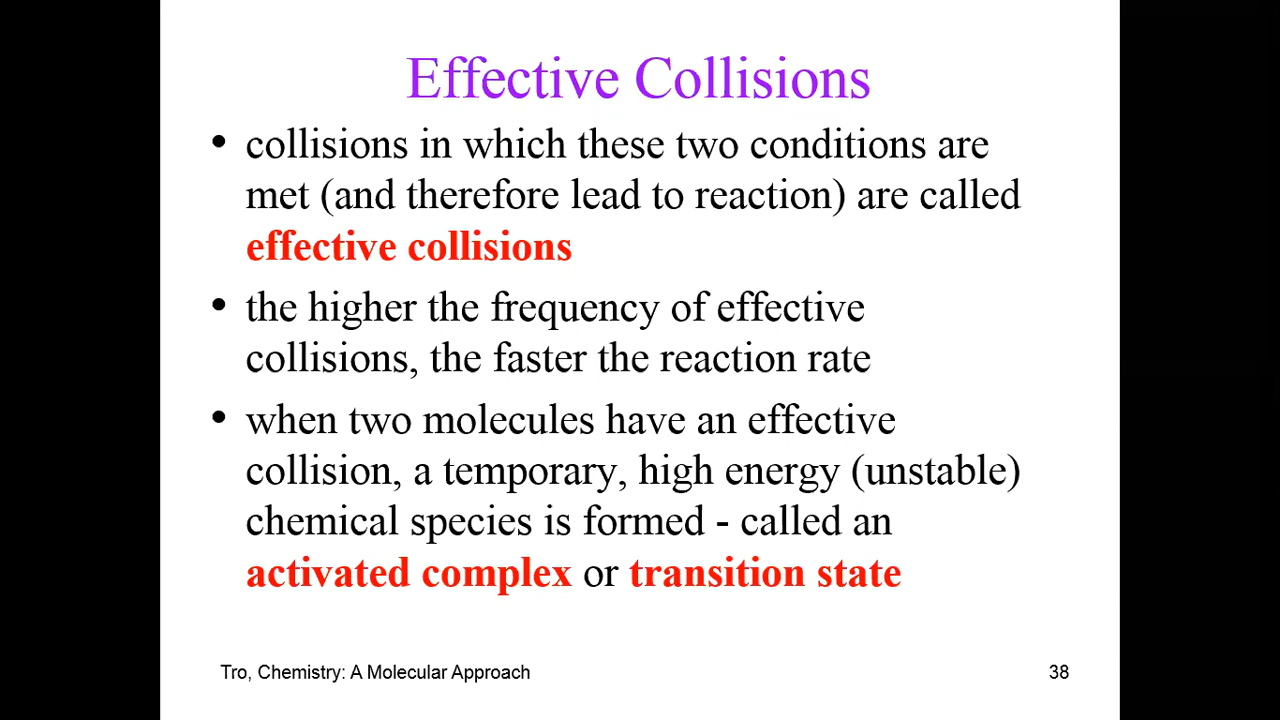 Effective Collisions
• collisions in which these two conditions are
met (and therefore lead to reaction) are called
effective collisions
• the higher the frequency of effective
collisions, the faster the reaction rate
• when two molecules have an effective
collision, a temporary, high energy (unstable)
chemical species is formed - called an
activated complex or transition state
Tro, Chemistry: A Molecular Approach
38